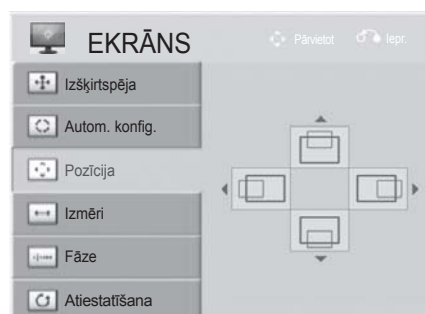 EKRĀNS
Pārvietot
Iepr.
Izšķirtspēja
Autom. konfig.
Pozīcija
Izmēri
Fāze
Atiestatīšana